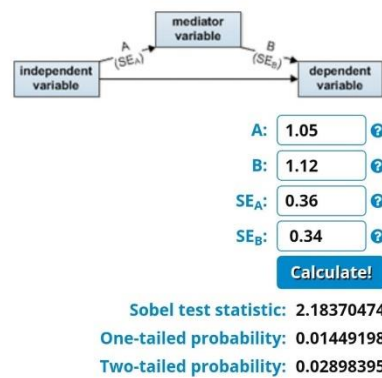 mediator
variable
A
(SEA)
B
(SEB)
independent
variable
dependent
variable
A: 1.05 ?
B: 1.12 ?
SEA: 0.36 ?
SEB: 0.34 ?
Calculate!
Sobel test statistic: 2.18370474
One-tailed probability: 0.01449198
Two-tailed probability: 0.02898395